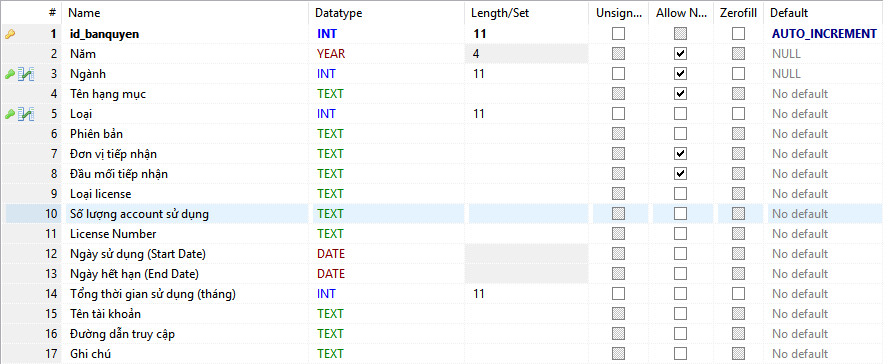 # Name Datatype Length/Set Unsign... Allow N... Zerofill Default
1 id_banquyen INT 11 AUTO_INCREMENT
2 Năm YEAR 4 NULL
3 Ngành INT 11 NULL
4 Tên hạng mục TEXT No default
5 Loại INT 11 No default
6 Phiên bản TEXT No default
7 Đơn vị tiếp nhận TEXT No default
8 Đầu mối tiếp nhận TEXT No default
9 Loại license TEXT No default
10 Số lượng account sử dụng TEXT No default
11 License Number TEXT No default
12 Ngày sử dụng (Start Date) DATE No default
13 Ngày hết hạn (End Date) DATE No default
14 Tổng thời gian sử dụng (tháng) INT 11 No default
15 Tên tài khoản TEXT No default
16 Đường dẫn truy cập TEXT No default
17 Ghi chú TEXT No default